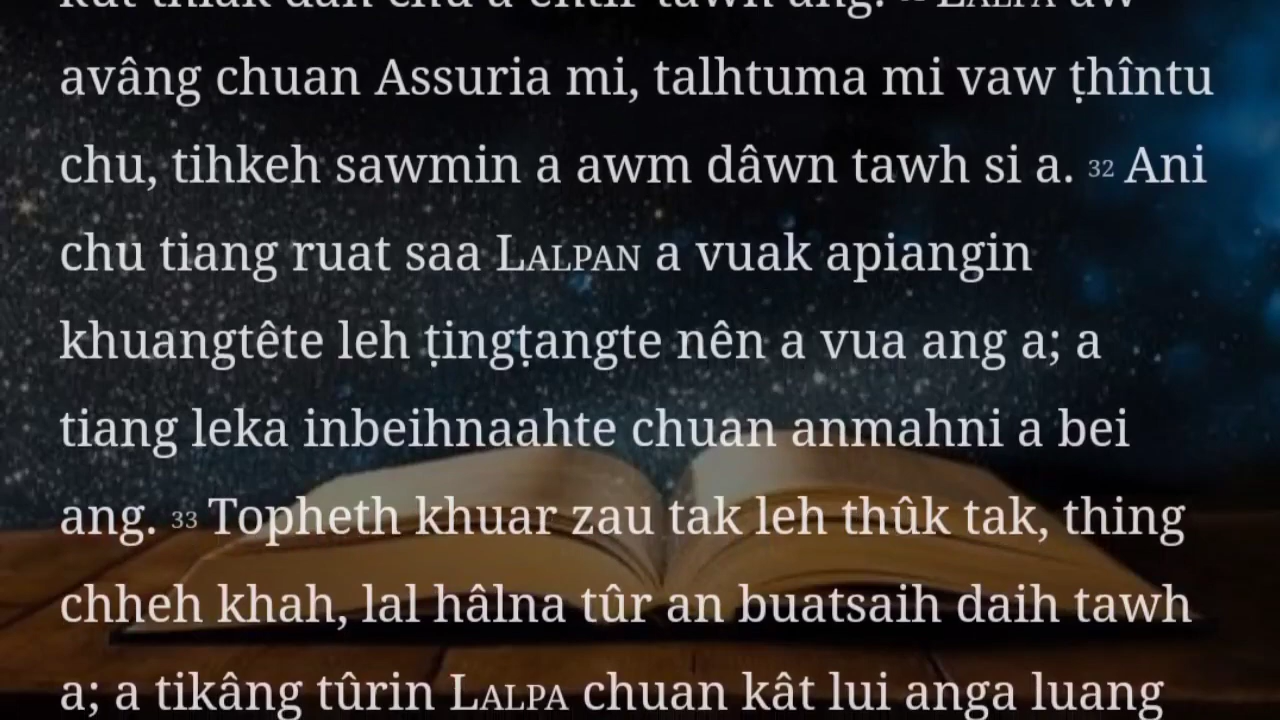 avâng chuan Assuria mi, talhtuma mi vaw ṭhîntu
chu, tihkeh sawmin a awm dâwn tawh si a. 32 Ani
chu tiang ruat saa LALPAN a vuak apiangin
khuangtête leh ṭingṭangte nên a vua ang a; a
tiang leka inbeihnaahte chuan anmahni a bei
ang. 33 Topheth khuar zau tak leh thûk tak, thing
chheh khah, lal hâlna tûr an buatsaih daih tawh
a; a tikâng tûrin LALPA chuan kât lui anga luang